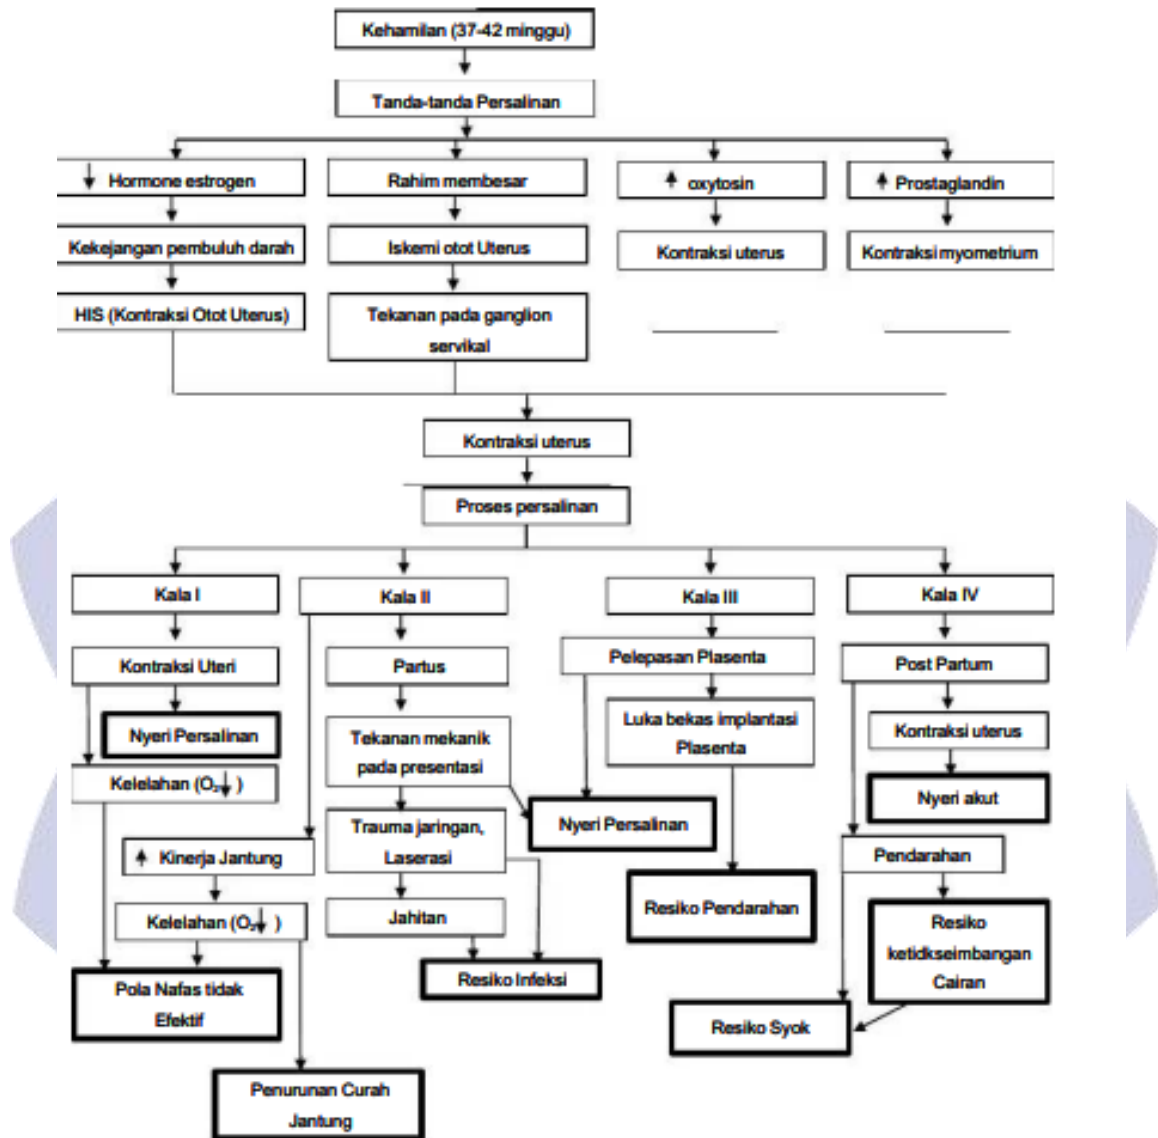 Kehamilan (37-42 minggu)
Tanda-tanda Persalinan
↓ Hormone estrogen
Rahim membesar
↑ oxytosin
↑ Prostaglandin
Kekejangan pembuluh darah
Iskemi otot Uterus
Kontraksi uterus
Kontraksi myometrium
HIS (Kontraksi Otot Uterus)
Tekanan pada ganglion
servikal
Kontraksi uterus
Proses persalinan
Kala I
Kala II
Kala III
Kala IV
Kontraksi Uteri
Partus
Pelepasan Plasenta
Post Partum
Nyeri Persalinan
Tekanan mekanik
pada presentasi
Luka bekas implantasi
Plasenta
Kontraksi uterus
Kelelahan (O₂↓)
Nyeri Persalinan
Nyeri akut
↑ Kinerja Jantung
Trauma jaringan,
Laserasi
Pendarahan
Kelelahan (O₂↓)
Jahitan
Resiko Pendarahan
Resiko
ketidkseimbangan
Cairan
Pola Nafas tidak
Efektif
Resiko Infeksi
Resiko Syok
Penurunan Curah
Jantung